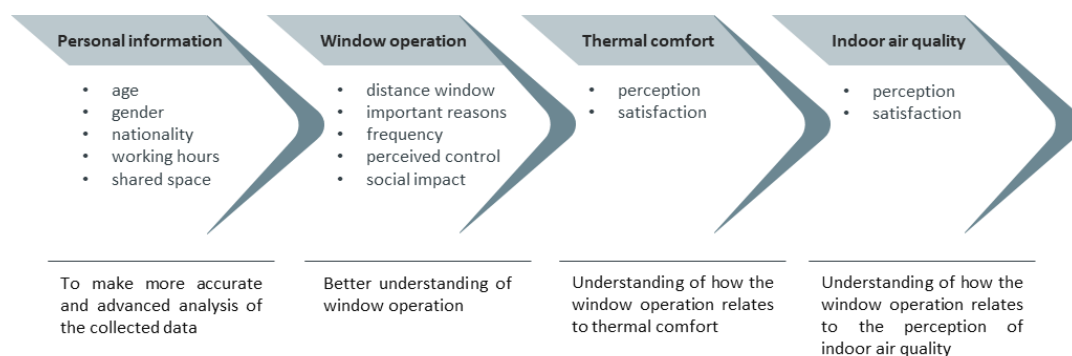 Personal information
• age
• gender
• nationality
• working hours
• shared space
To make more accurate
and advanced analysis of
the collected data
Window operation
• distance window
• important reasons
• frequency
• perceived control
• social impact
Better understanding of
window operation
Thermal comfort
• perception
• satisfaction
Understanding of how the
window operation relates
to thermal comfort
Indoor air quality
• perception
• satisfaction
Understanding of how the
window operation relates
to the perception of
indoor air quality